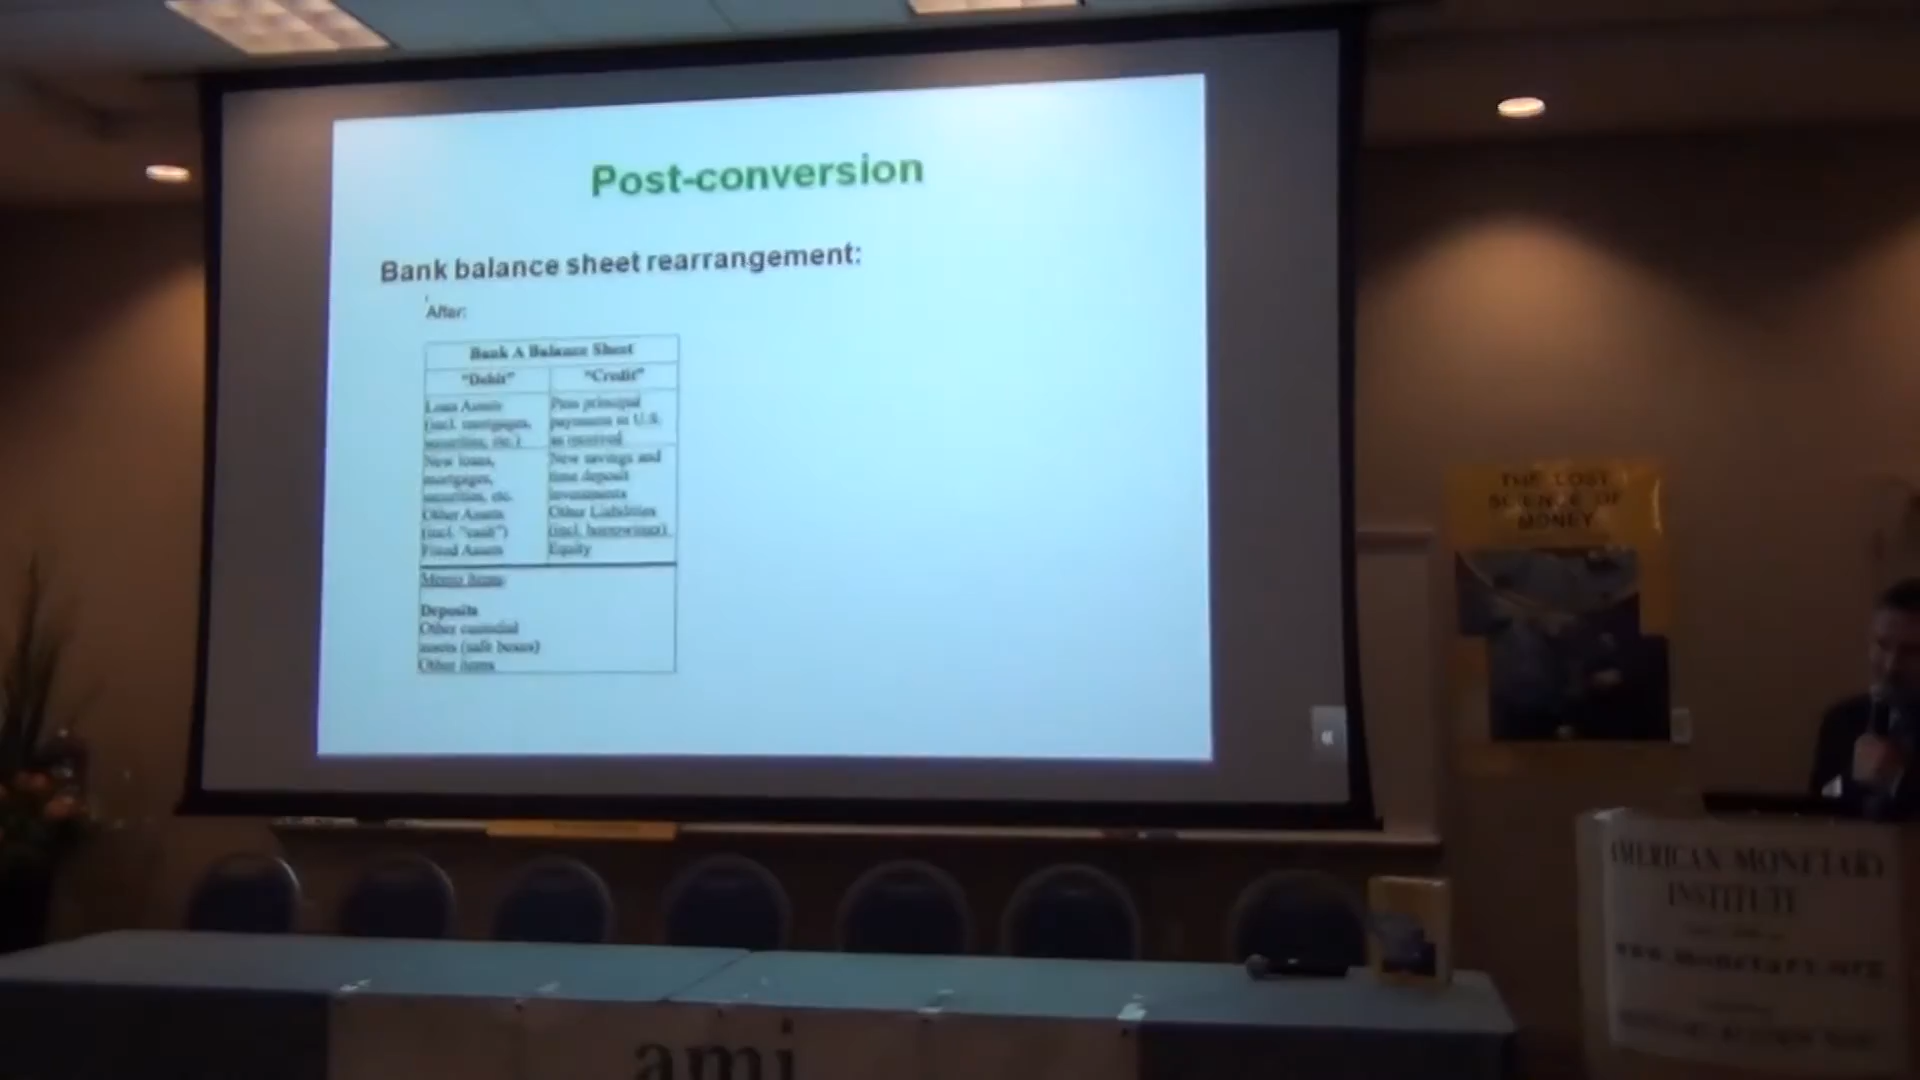 Post-conversion
Bank balance sheet rearrangement:
After:
Bank A Balance Sheet
"Debit" "Credit"
Loan Assets
(incl. mortgages,
securities, etc.)
Pass principal
payments to U.S.
as received
New loans,
mortgages,
securities, etc.
Other Assets
(incl. "cash")
Fixed Assets
New savings and
time deposit
investments
Other Liabilities
(incl. borrowings)
Equity
Memo items:
Deposits
Other custodial
assets (safe boxes)
Other items
THE LOST
SCIENCE OF
MONEY
AMERICAN MONETARY
INSTITUTE
www.monetary.org
ami